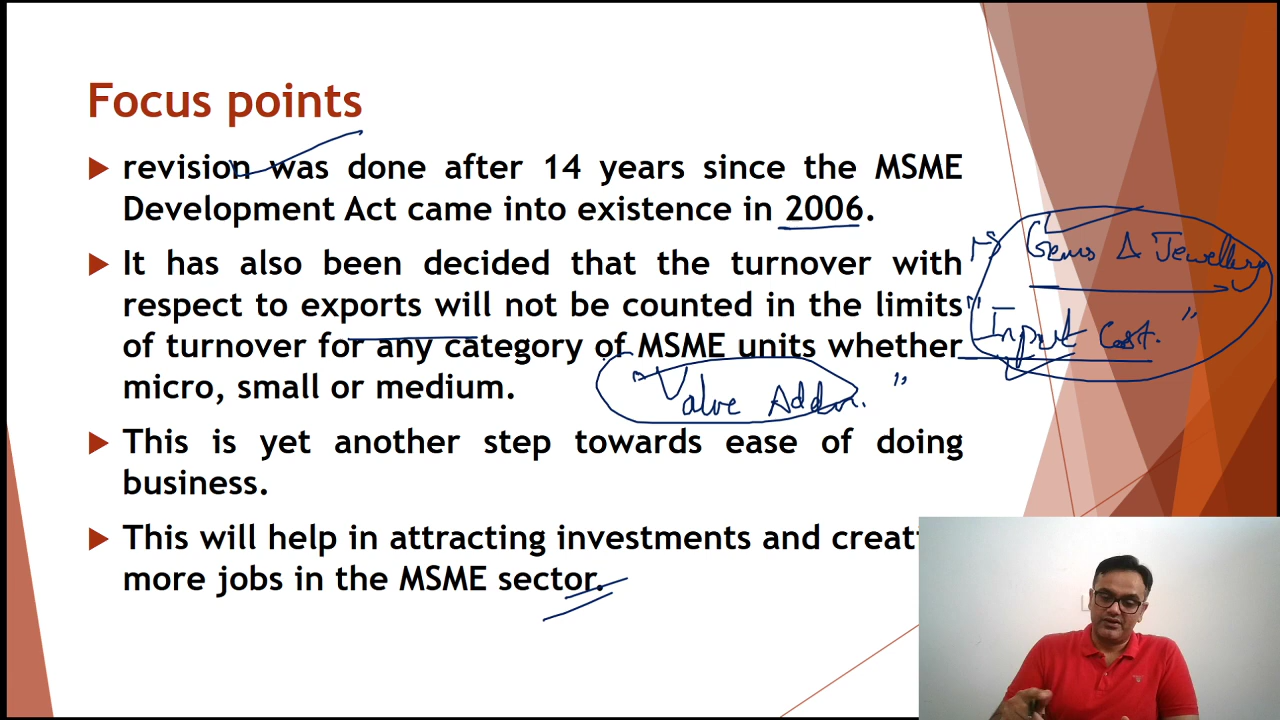 Focus points
revision was done after 14 years since the MSME
Development Act came into existence in 2006.
It has also been decided that the turnover with
respect to exports will not be counted in the limits
of turnover for any category of MSME units whether
micro, small or medium.
This is yet another step towards ease of doing
business.
This will help in attracting investments and creati
more jobs in the MSME sector.
Gems & Jewellery
"Input Cost."
"Value Addn."